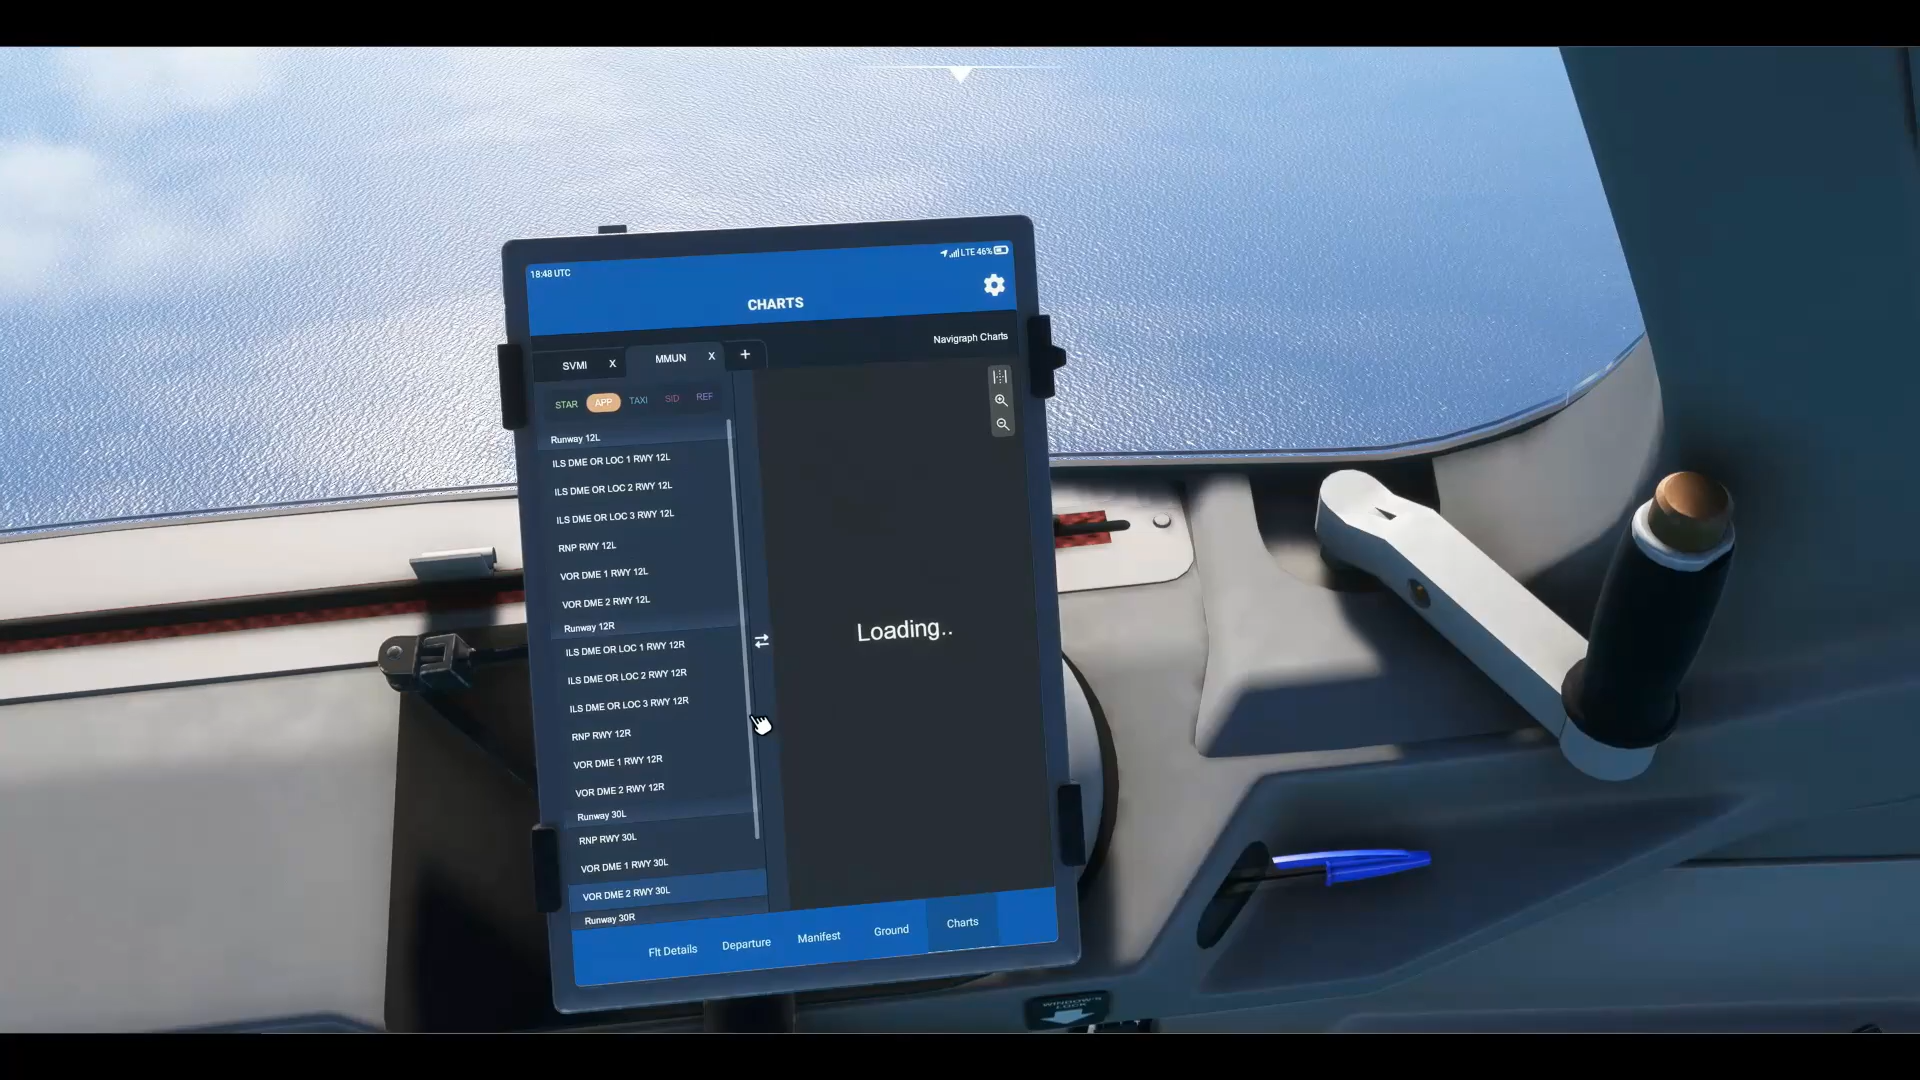 18:48 UTC
LTE 46%
CHARTS
Navigraph Charts
SVMI X MMUN X +
STAR APP TAXI SID REF
Runway 12L
ILS DME OR LOC 1 RWY 12L
ILS DME OR LOC 2 RWY 12L
ILS DME OR LOC 3 RWY 12L
RNP RWY 12L
VOR DME 1 RWY 12L
VOR DME 2 RWY 12L
Runway 12R
ILS DME OR LOC 1 RWY 12R
ILS DME OR LOC 2 RWY 12R
ILS DME OR LOC 3 RWY 12R
RNP RWY 12R
VOR DME 1 RWY 12R
VOR DME 2 RWY 12R
Runway 30L
RNP RWY 30L
VOR DME 1 RWY 30L
VOR DME 2 RWY 30L
Runway 30R
Loading..
Flt Details Departure Manifest Ground Charts
WINDOW'S
LOCK